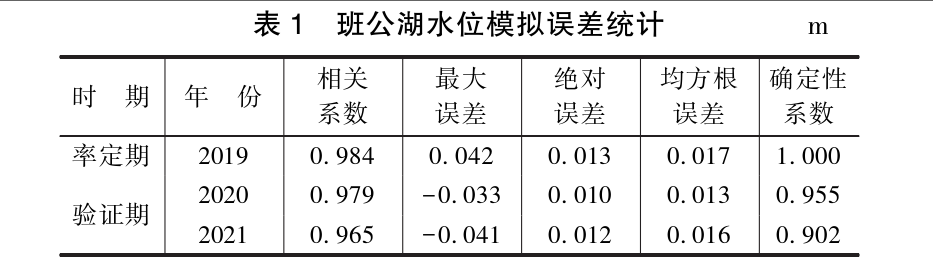 表 1 班公湖水位模拟误差统计 m
时 期 年 份 相关系数 最大误差 绝对误差 均方根误差 确定性系数
率定期 2019 0.984 0.042 0.013 0.017 1.000
验证期 2020 0.979 -0.033 0.010 0.013 0.955
2021 0.965 -0.041 0.012 0.016 0.902